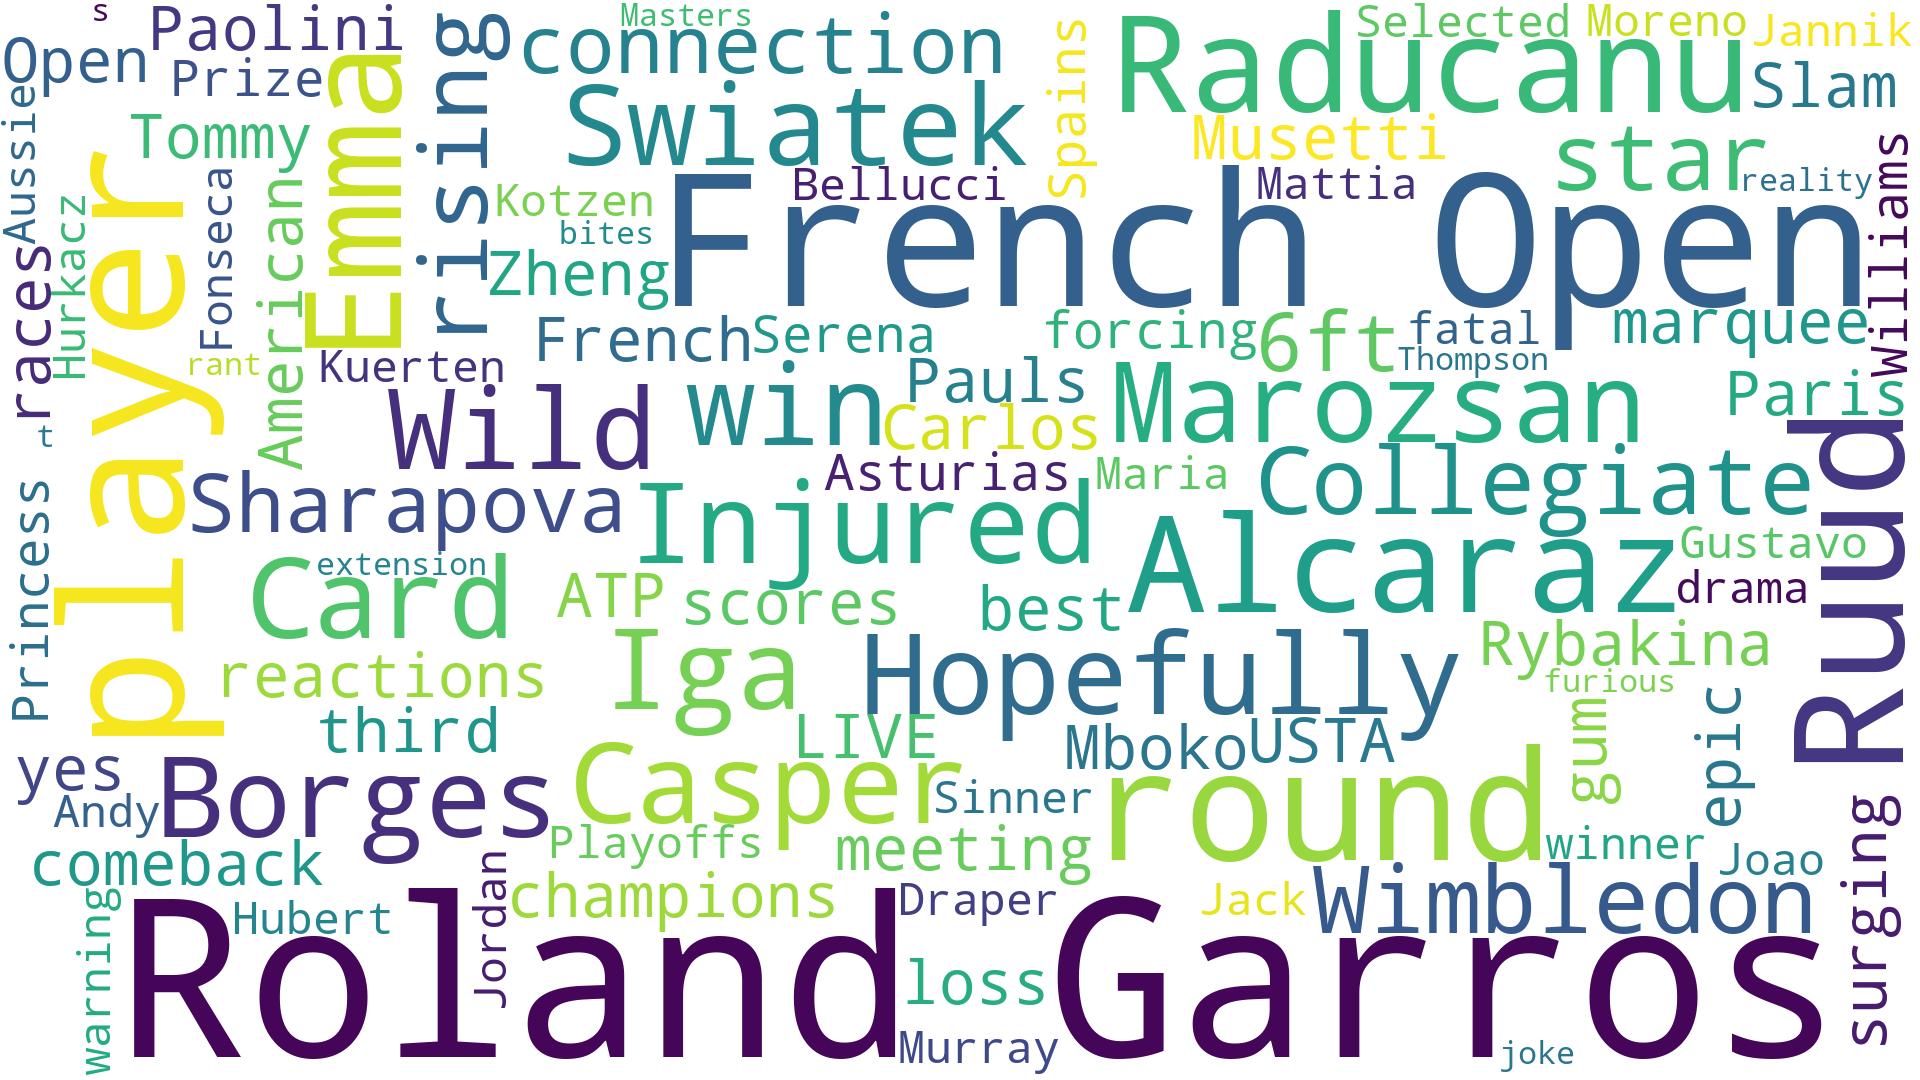 s
Paolini
Masters
connection
Raducanu
Selected
Moreno
Jannik
Open
Prize
Emma
rising
Swiatek
Spains
Slam
Aussie
Tommy
Musetti
star
player
Fonseca
American
Kotzen
Bellucci
Mattia
reality
Williams
bites
French Open
Hurkacz
Zheng
races
rant
Kuerten
French
Serena
forcing
6ft
fatal
marquee
Thompson
Wild
win
Pauls
Carlos
Marozsan
Paris
t
Sharapova
Asturias
Maria
Collegiate
Ruud
Princess
Injured
Alcaraz
Gustavo
extension
drama
Card
ATP
scores
best
reactions
Iga
Hopefully
Rybakina
furious
third
LIVE
Mboko
USTA
gum
epic
yes
Andy
Borges
Casper
Sinner
round
comeback
Playoffs
meeting
winner
Joao
surging
warning
Hubert
Jordan
champions
Draper
Jack
Wimbledon
Roland Garros
loss
Murray
joke